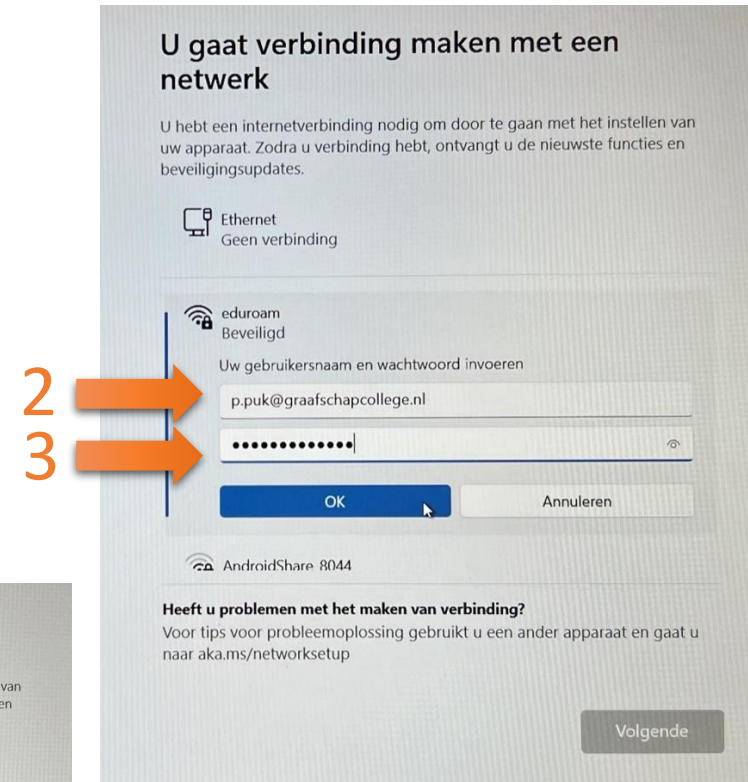 U gaat verbinding maken met een
netwerk
U hebt een internetverbinding nodig om door te gaan met het instellen van
uw apparaat. Zodra u verbinding hebt, ontvangt u de nieuwste functies en
beveiligingsupdates.
Ethernet
Geen verbinding
eduroam
Beveiligd
Uw gebruikersnaam en wachtwoord invoeren
2
p.puk@graafschapcollege.nl
3
•••••••••••••
OK
Annuleren
AndroidShare 8044
Heeft u problemen met het maken van verbinding?
Voor tips voor probleemoplossing gebruikt u een ander apparaat en gaat u
naar aka.ms/networksetup
van
en
Volgende